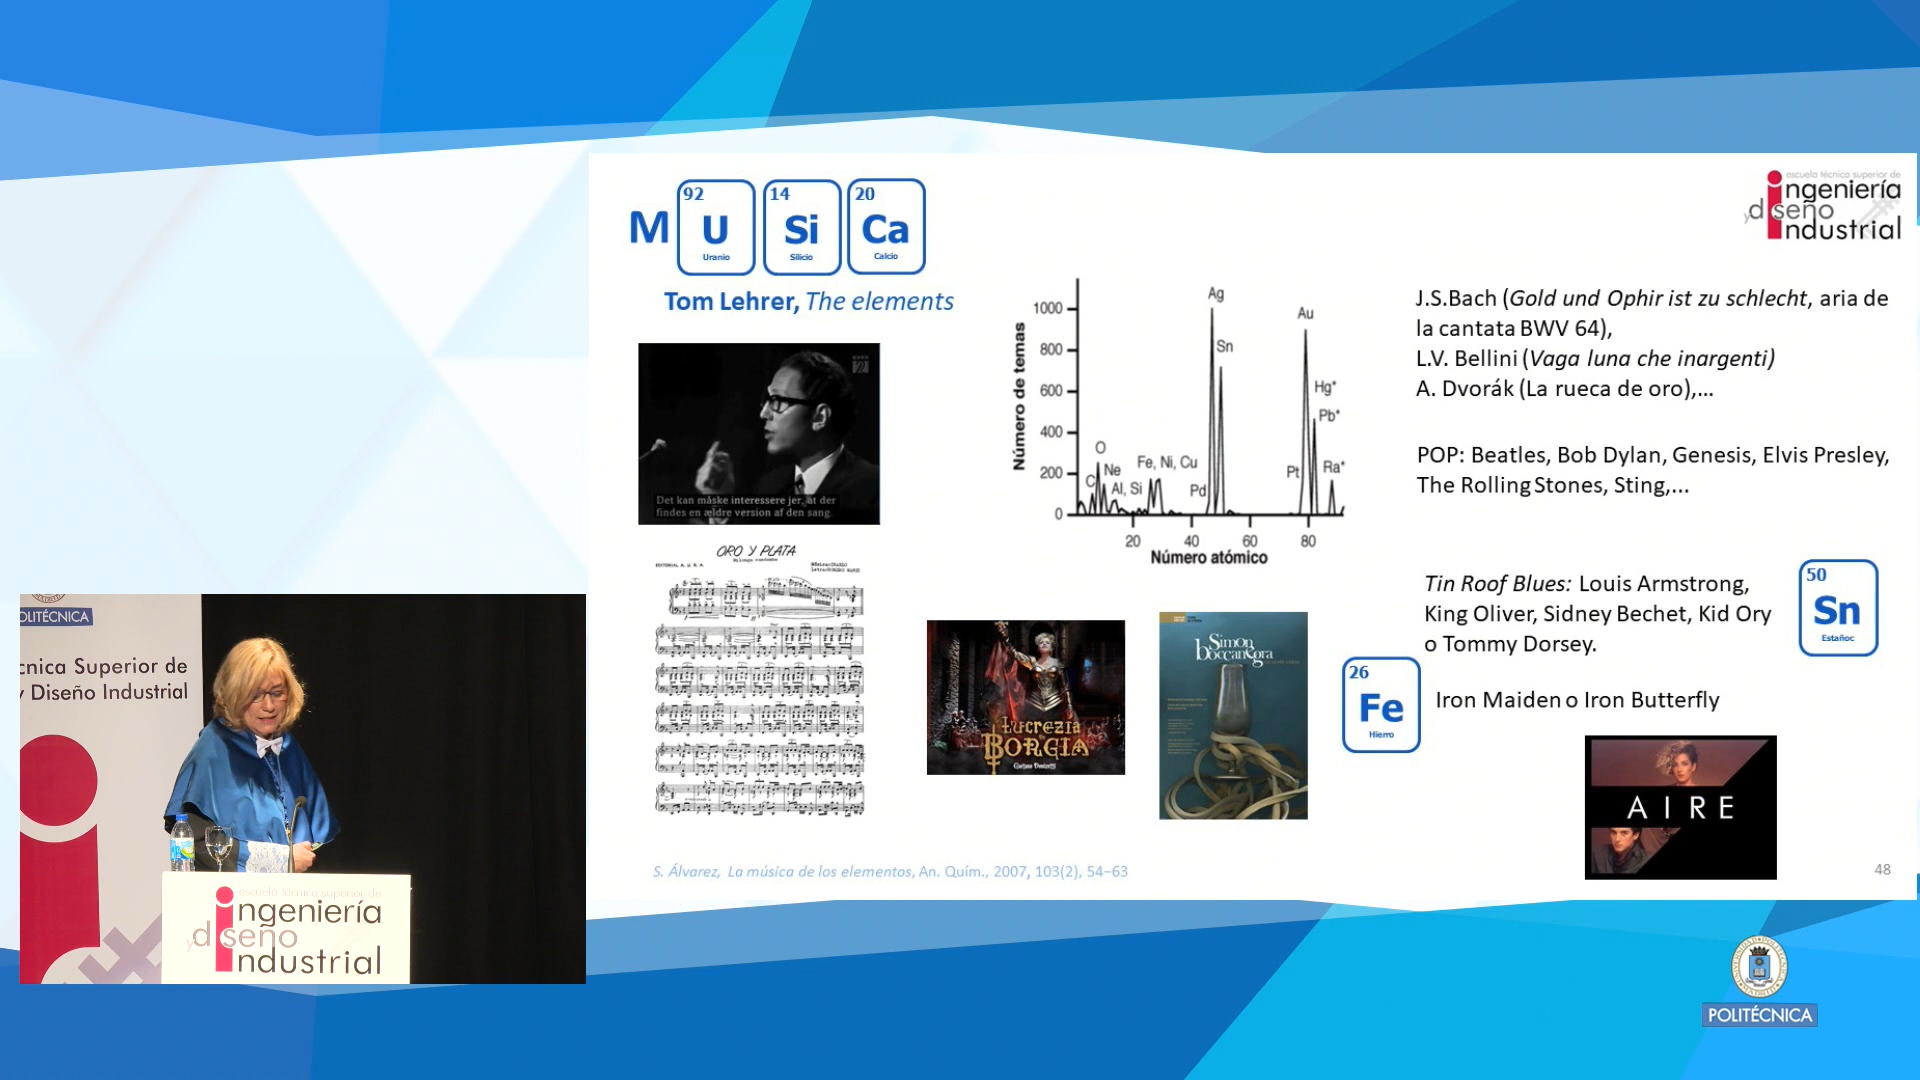 M
92
U
Uranio
14
Si
Silicio
20
Ca
Calcio
Tom Lehrer, The elements
escuela técnica superior de
ingeniería
y diseño
industrial
Det kan måske interessere jer, at der
findes en ældre version af den sang.
ORO Y PLATA
Número de temas
1000
800
600
400
200
0
Ag
Sn
Au
Hg*
Pb*
O
Ne
C
Al, Si
Fe, Ni, Cu
Pd
Pt
Ra*
20
40
60
80
Número atómico
J.S.Bach (Gold und Ophir ist zu schlecht, aria de
la cantata BWV 64),
L.V. Bellini (Vaga luna che inargenti)
A. Dvorák (La rueca de oro),...
POP: Beatles, Bob Dylan, Genesis, Elvis Presley,
The Rolling Stones, Sting,...
Tin Roof Blues: Louis Armstrong,
King Oliver, Sidney Bechet, Kid Ory
o Tommy Dorsey.
50
Sn
Estañoc
26
Fe
Hierro
Iron Maiden o Iron Butterfly
Lucrezia
BORGIA
Gaetano Donizetti
Simon
boccanegra
AIRE
S. Álvarez, La música de los elementos, An. Quím., 2007, 103(2), 54–63
48
OLITÉCNICA
cnica Superior de
y Diseño Industrial
escuela técnica superior de
ingeniería
y diseño
industrial
POLITÉCNICA